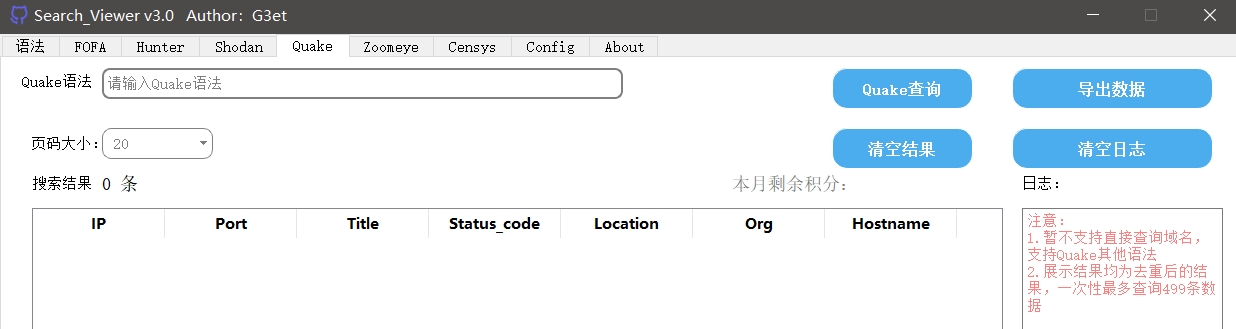 Search_Viewer v3.0 Author：G3et
语法 FOFA Hunter Shodan Quake Zoomeye Censys Config About
Quake语法 请输入Quake语法 Quake查询 导出数据
页码大小： 20 清空结果 清空日志
搜索结果 0 条 本月剩余积分： 日志：
IP Port Title Status_code Location Org Hostname
注意：
1.暂不支持直接查询域名，
支持Quake其他语法
2.展示结果均为去重后的结
果，一次性最多查询499条数
据